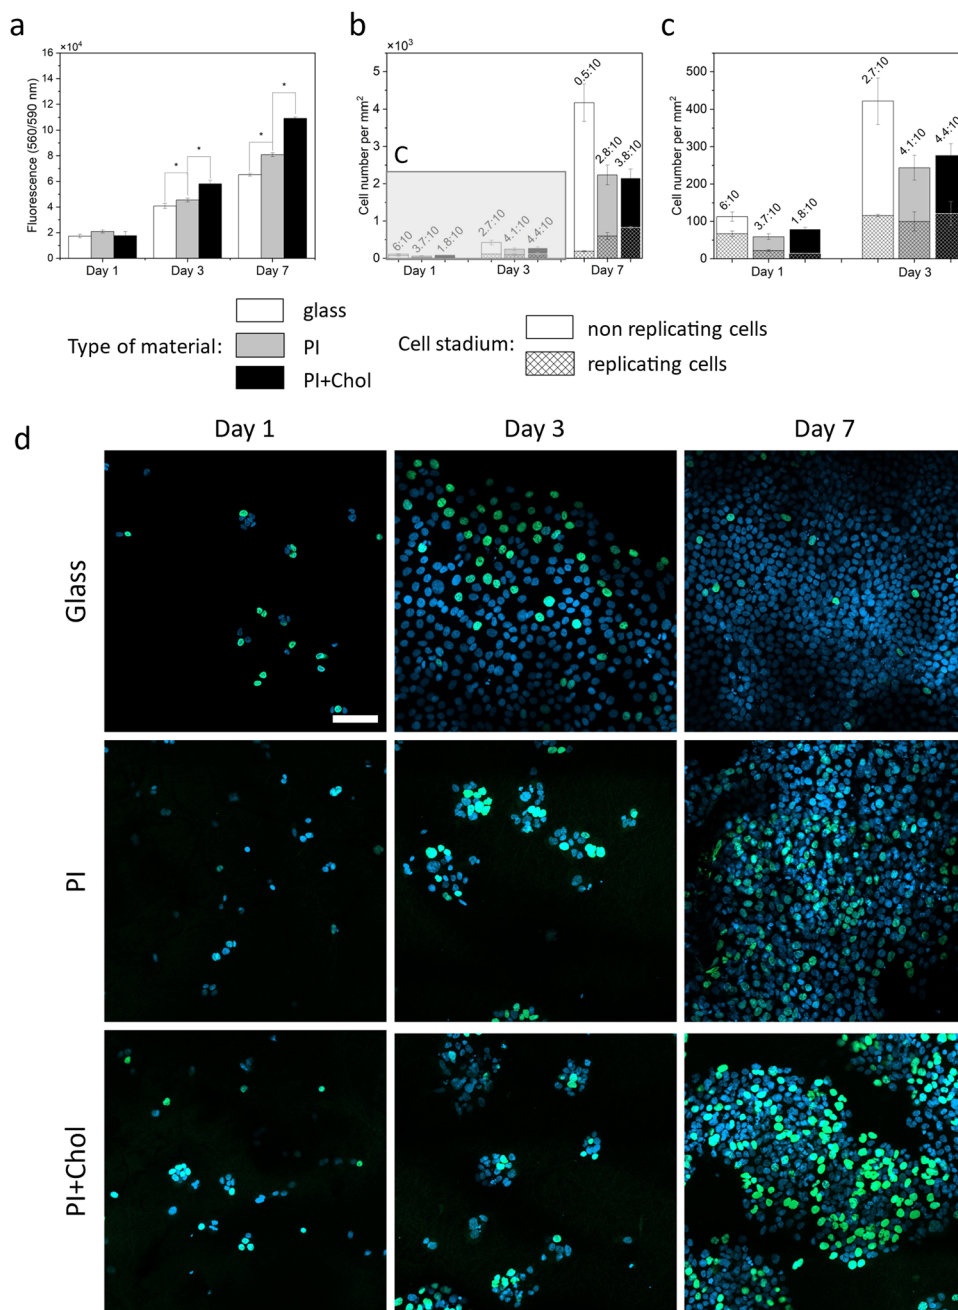 a
×10⁴
Fluorescence (560/590 nm)
16
14
12
10
8
6
4
2
0
*
*
*
*
Day 1
Day 3
Day 7
b
×10³
Cell number per mm²
5
4
3
2
1
0
C
6:10
3.7:10
1.8:10
2.7:10
4.1:10
4.4:10
0.5:10
2.8:10
3.8:10
Day 1
Day 3
Day 7
c
Cell number per mm²
500
400
300
200
100
0
6:10
3.7:10
1.8:10
2.7:10
4.1:10
4.4:10
Day 1
Day 3
Type of material:
glass
PI
PI+Chol
Cell stadium:
non replicating cells
replicating cells
d
Day 1
Day 3
Day 7
Glass
PI
PI+Chol